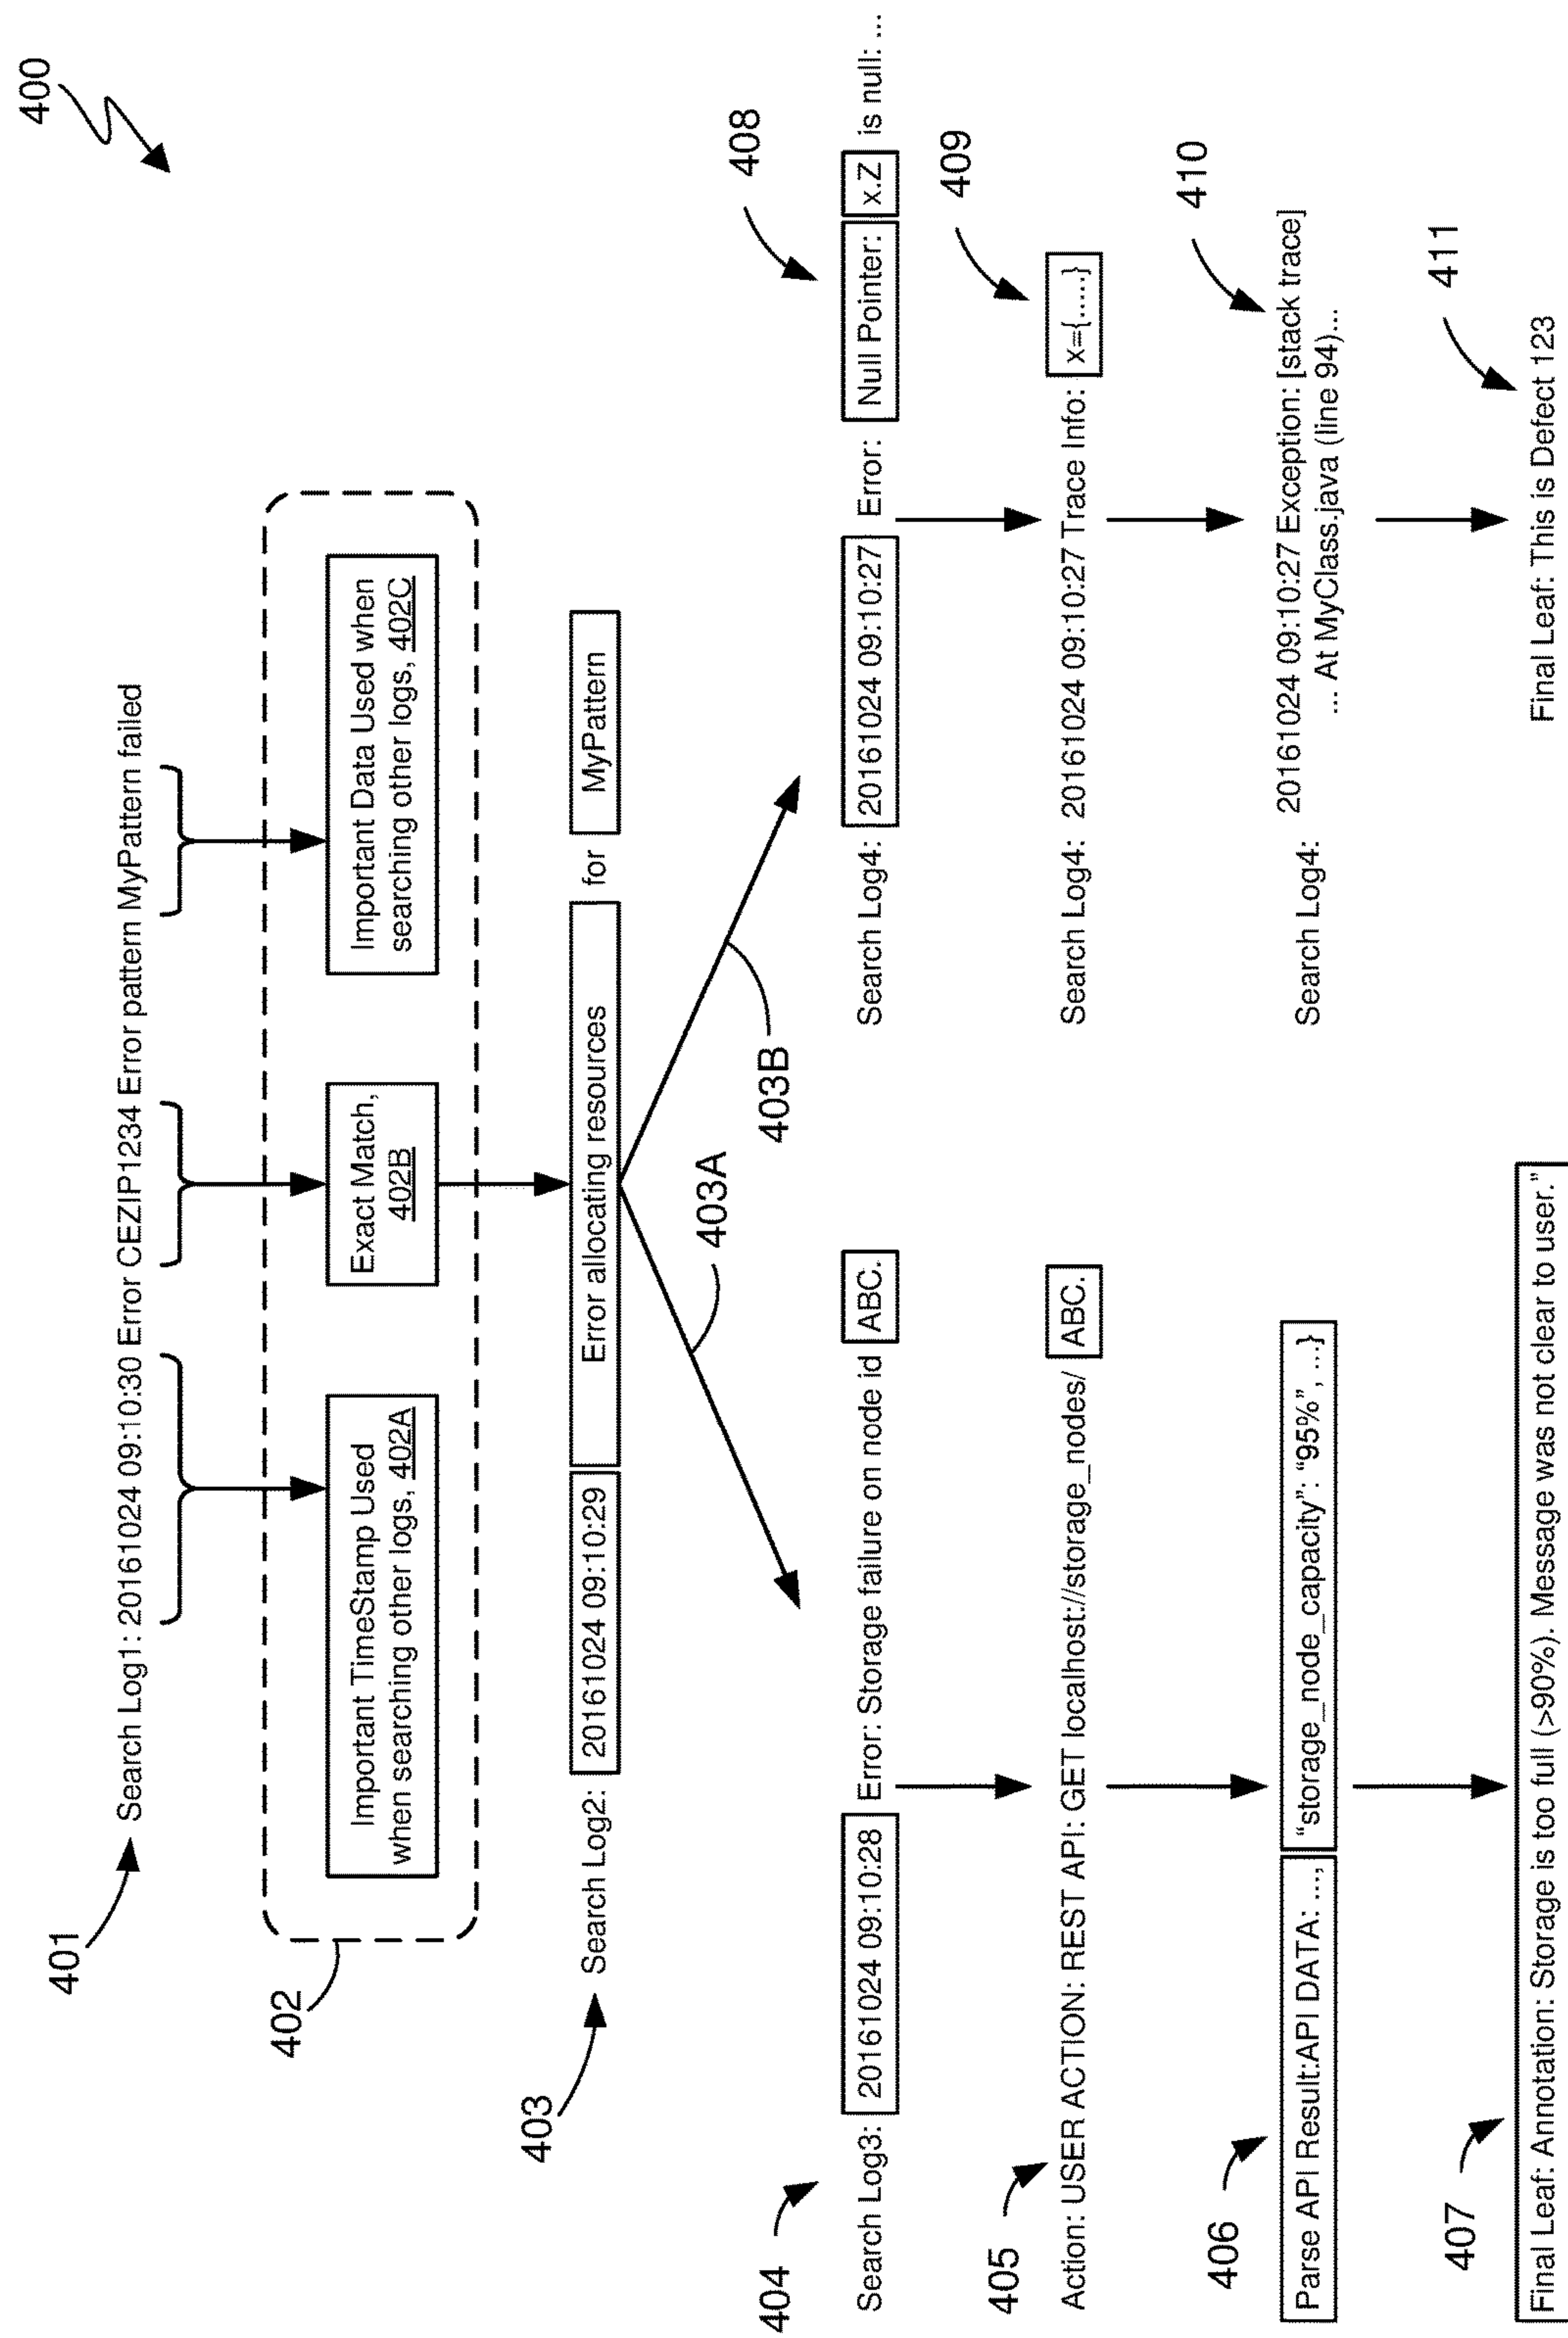 400
401
Search Log1: 20161024 09:10:30 Error CEZIP1234 Error pattern MyPattern failed
402
Important TimeStamp Used
when searching other logs, 402A
Exact Match,
402B
Important Data Used when
searching other logs, 402C
403
Search Log2: 20161024 09:10:29 Error allocating resources for MyPattern
403A
403B
404
Search Log3: 20161024 09:10:28 Error: Storage failure on node id ABC.
405
Action: USER ACTION: REST API: GET localhost://storage_nodes/ ABC.
406
Parse API Result:API DATA: ..., “storage_node_capacity”: “95%”, ...}
407
Final Leaf: Annotation: Storage is too full (>90%). Message was not clear to user.”
408
Search Log4: 20161024 09:10:27 Error: Null Pointer: x.Z is null: ...
409
Search Log4: 20161024 09:10:27 Trace Info: x={.....}
410
Search Log4: 20161024 09:10:27 Exception: [stack trace]
... At MyClass.java (line 94)...
411
Final Leaf: This is Defect 123